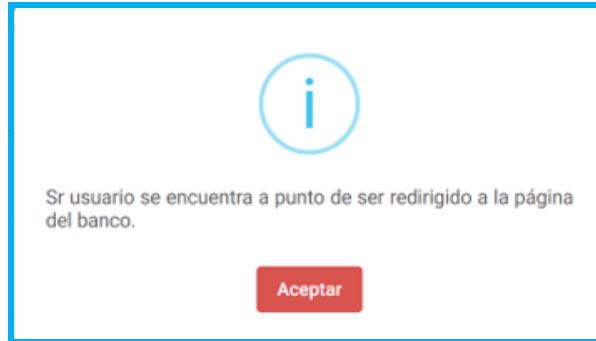 i
Sr usuario se encuentra a punto de ser redirigido a la página
del banco.
Aceptar